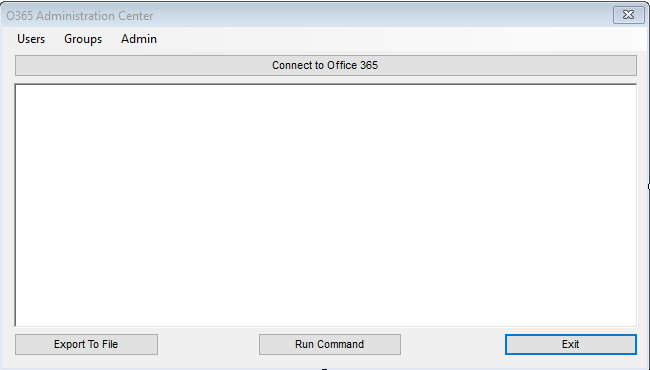 O365 Administration Center
Users Groups Admin
Connect to Office 365
Export To File Run Command Exit